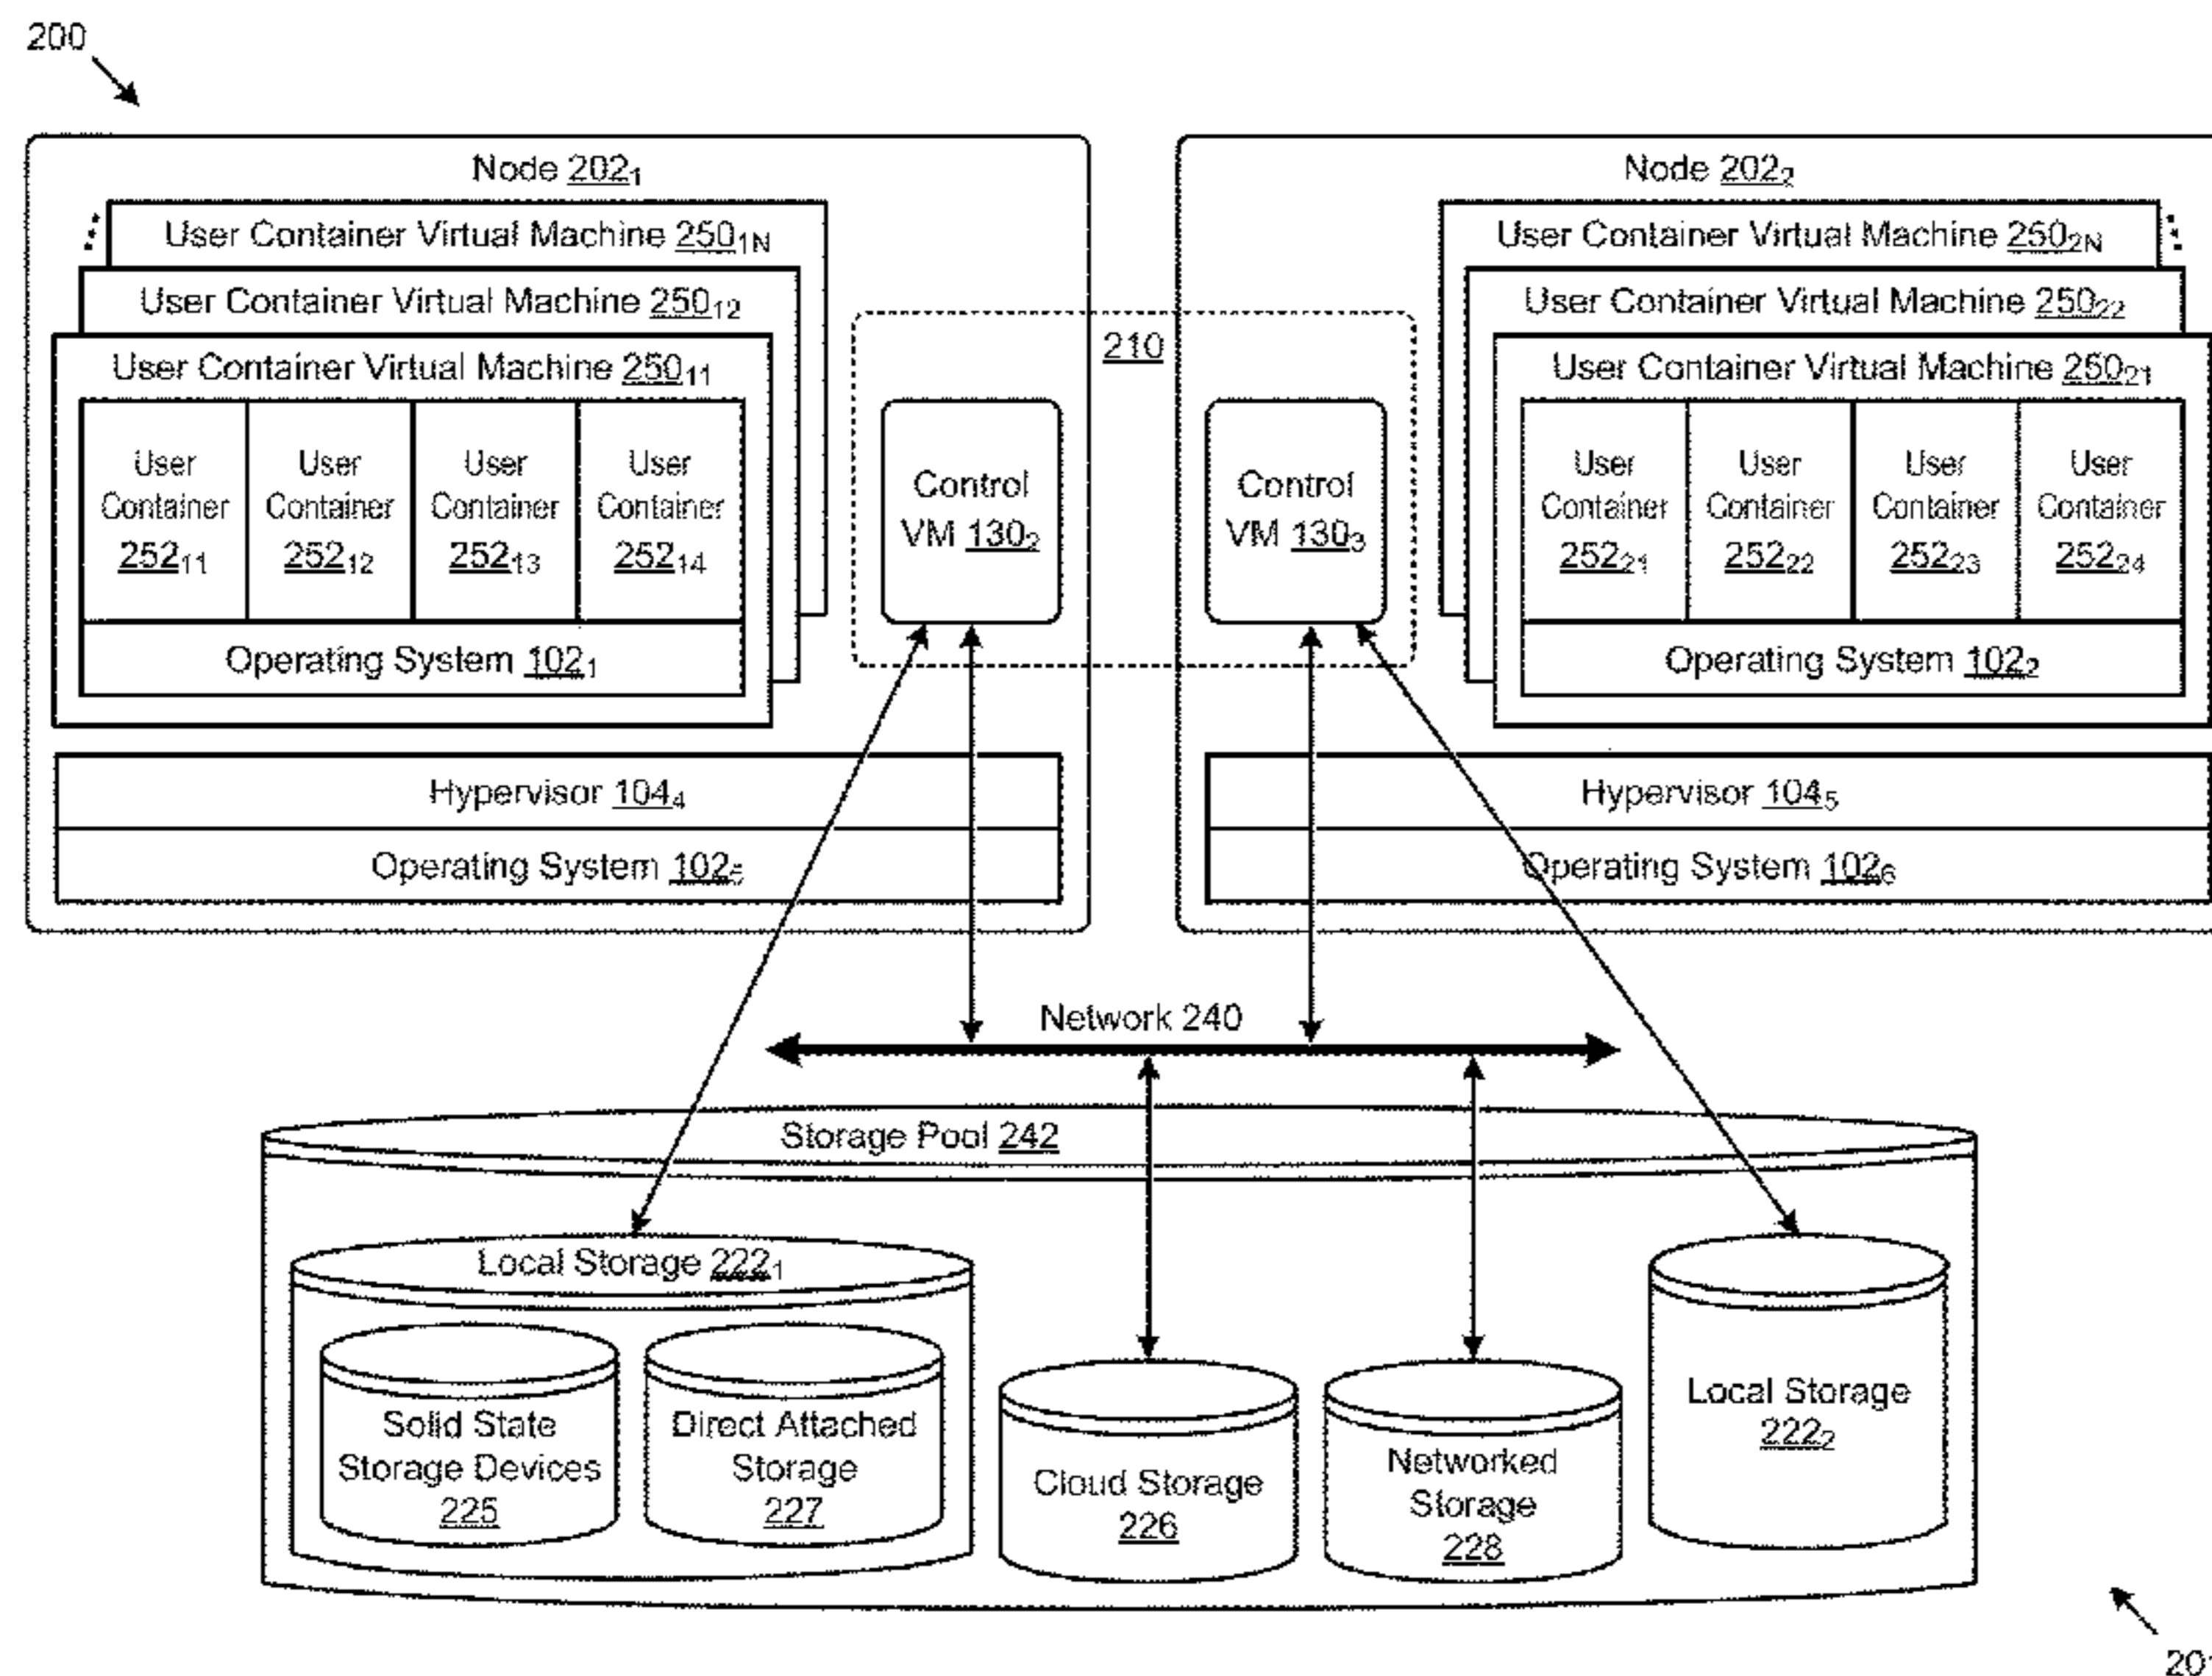 200
Node 202₁
User Container Virtual Machine 250₁N
User Container Virtual Machine 250₁₂
User Container Virtual Machine 250₁₁
User
Container
252₁₁
User
Container
252₁₂
User
Container
252₁₃
User
Container
252₁₄
Operating System 102₁
Hypervisor 104₄
Operating System 102₅
210
Control
VM 130₂
Control
VM 130₃
Node 202₂
User Container Virtual Machine 250₂N
User Container Virtual Machine 250₂₂
User Container Virtual Machine 250₂₁
User
Container
252₂₁
User
Container
252₂₂
User
Container
252₂₃
User
Container
252₂₄
Operating System 102₂
Hypervisor 104₅
Operating System 102₆
Network 240
Storage Pool 242
Local Storage 222₁
Solid State
Storage Devices
225
Direct Attached
Storage
227
Cloud Storage
226
Networked
Storage
228
Local Storage
222₂